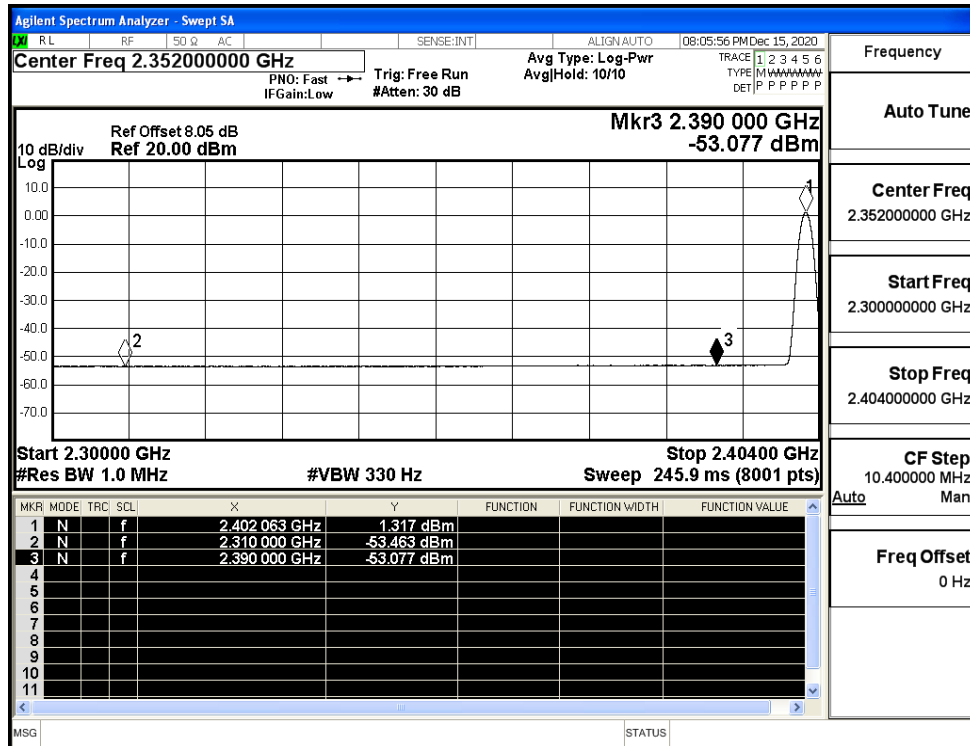 Agilent Spectrum Analyzer - Swept SA
LXI RL RF 50 Ω AC SENSE:INT ALIGN AUTO 08:05:56 PM Dec 15, 2020
Center Freq 2.352000000 GHz
PNO: Fast
IFGain:Low
Trig: Free Run
#Atten: 30 dB
Avg Type: Log-Pwr
Avg|Hold: 10/10
TRACE 1 2 3 4 5 6
TYPE M W W W W W
DET P P P P P P
Mkr3 2.390 000 GHz
-53.077 dBm
Ref Offset 8.05 dB
10 dB/div Ref 20.00 dBm
Log
10.0
0.00
-10.0
-20.0
-30.0
-40.0
-50.0
-60.0
-70.0
1
2
3
Start 2.30000 GHz Stop 2.40400 GHz
#Res BW 1.0 MHz #VBW 330 Hz Sweep 245.9 ms (8001 pts)
MKR MODE TRC SCL X Y FUNCTION FUNCTION WIDTH FUNCTION VALUE
1 N f 2.402 063 GHz 1.317 dBm
2 N f 2.310 000 GHz -53.463 dBm
3 N f 2.390 000 GHz -53.077 dBm
4
5
6
7
8
9
10
11
MSG STATUS
Frequency
Auto Tune
Center Freq
2.352000000 GHz
Start Freq
2.300000000 GHz
Stop Freq
2.404000000 GHz
CF Step
10.400000 MHz
Auto Man
Freq Offset
0 Hz